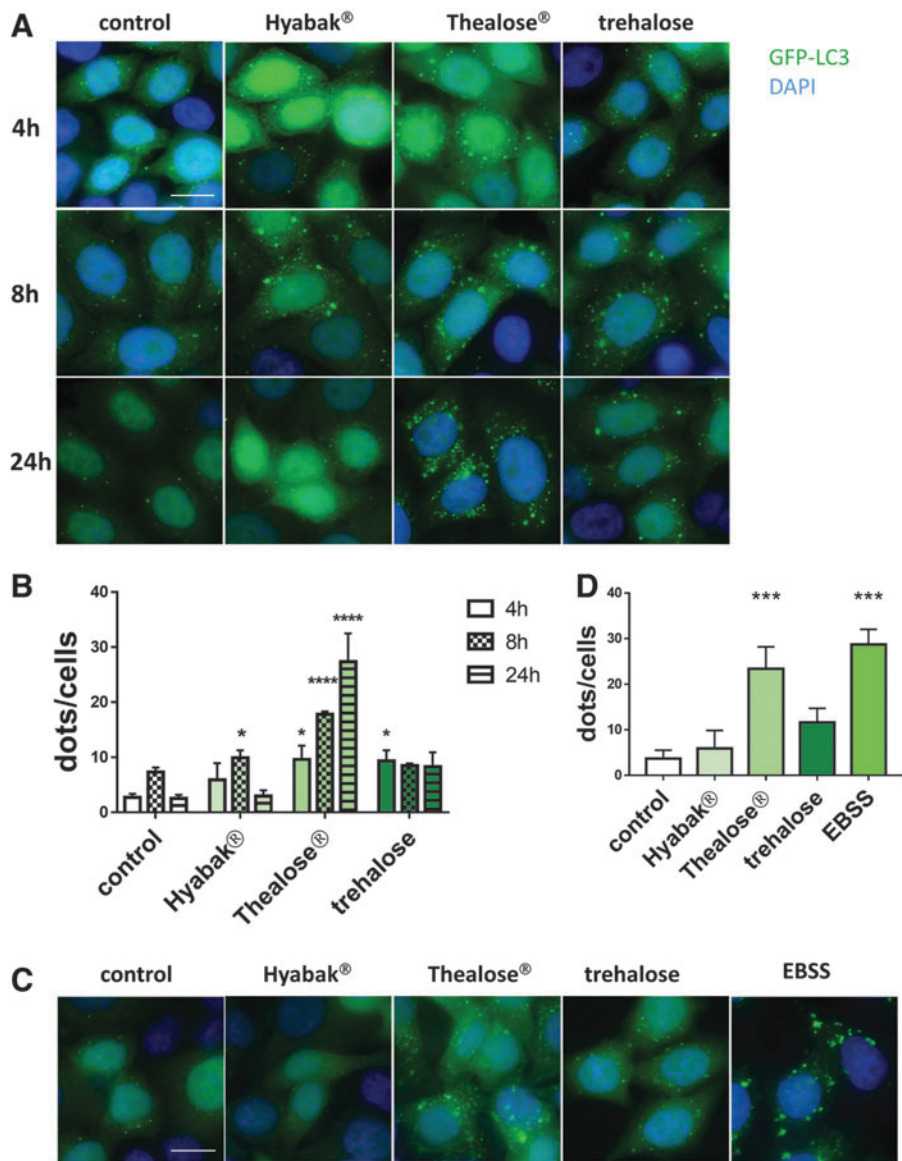 A
control
Hyabak®
Thealose®
trehalose
GFP-LC3
DAPI
4h
8h
24h
B
dots/cells
40
30
20
10
0
*
*
****
****
*
4h
8h
24h
control
Hyabak®
Thealose®
trehalose
D
dots/cells
40
30
20
10
0
***
***
control
Hyabak®
Thealose®
trehalose
EBSS
C
control
Hyabak®
Thealose®
trehalose
EBSS